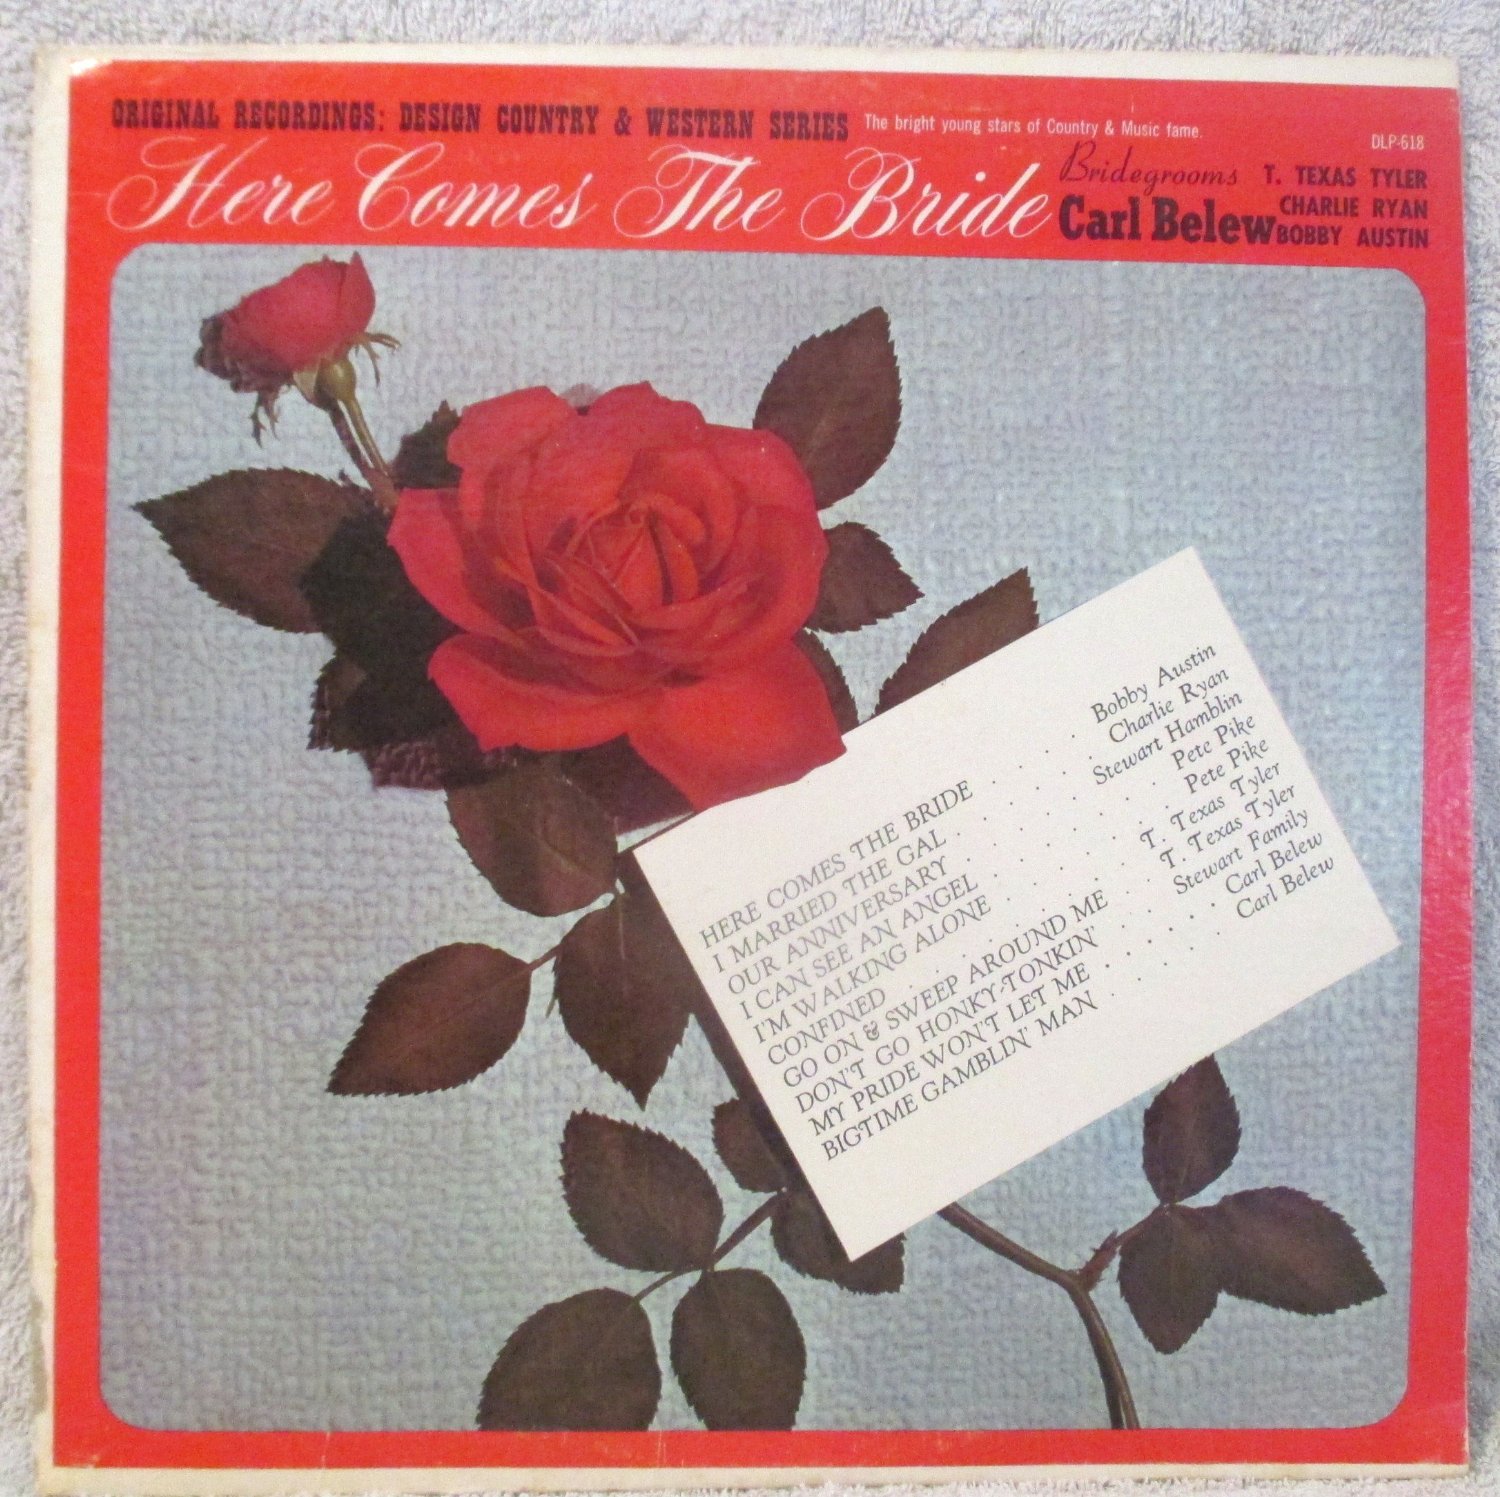 ORIGINAL RECORDINGS: DESIGN COUNTRY & WESTERN SERIES
The bright young stars of Country & Music fame.
DLP-618
Here Comes The Bride
Bridegrooms T. TEXAS TYLER
Carl Belew CHARLIE RYAN
BOBBY AUSTIN
HERE COMES THE BRIDE . . . . Bobby Austin
I MARRIED THE GAL . . . . . . Charlie Ryan
OUR ANNIVERSARY . . . . . Stewart Hamblin
I CAN SEE AN ANGEL . . . . . . . Pete Pike
I'M WALKING ALONE . . . . . . . Pete Pike
CONFINED . . . . . . . . . T. Texas Tyler
GO ON & SWEEP AROUND ME . . T. Texas Tyler
DON'T GO HONKY-TONKIN' . . . Stewart Family
MY PRIDE WON'T LET ME . . . . . Carl Belew
BIGTIME GAMBLIN' MAN . . . . . Carl Belew